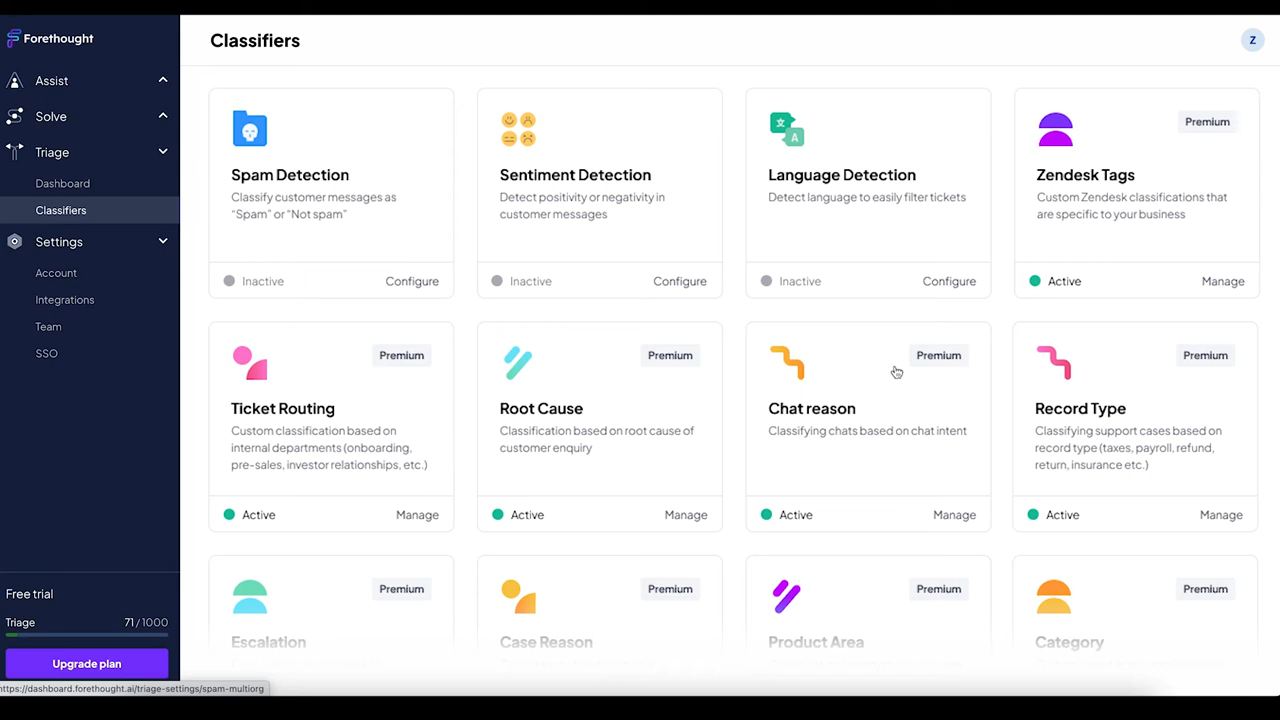 Forethought
Classifiers
Z
Assist
Solve
Triage
Dashboard
Classifiers
Settings
Account
Integrations
Team
SSO
Free trial
Triage 71 / 1000
Upgrade plan
https://dashboard.forethought.ai/triage-settings/spam-multiorg
Spam Detection
Classify customer messages as
“Spam” or “Not spam”
Inactive Configure
Sentiment Detection
Detect positivity or negativity in
customer messages
Inactive Configure
文
A
Language Detection
Detect language to easily filter tickets
Inactive Configure
Premium
Zendesk Tags
Custom Zendesk classifications that
are specific to your business
Active Manage
Premium
Ticket Routing
Custom classification based on
internal departments (onboarding,
pre-sales, investor relationships, etc.)
Active Manage
Premium
Root Cause
Classification based on root cause of
customer enquiry
Active Manage
Premium
Chat reason
Classifying chats based on chat intent
Active Manage
Premium
Record Type
Classifying support cases based on
record type (taxes, payroll, refund,
return, insurance etc.)
Active Manage
Premium
Escalation
Premium
Case Reason
Premium
Product Area
Premium
Category